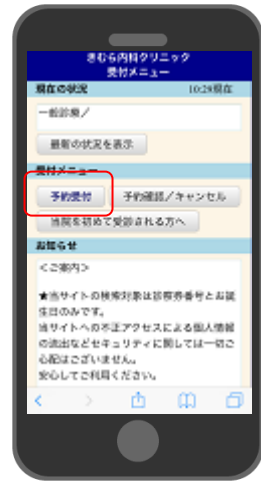 きむら内科クリニック
受付メニュー
現在の状況 10:29現在
一般診療／
最新の状況を表示
受付メニュー
予約受付 予約確認／キャンセル
当院を初めて受診される方へ
お知らせ
＜ご案内＞
★当サイトの検索対象は診察券番号とお誕
生日のみです。
当サイトへの不正アクセスによる個人情報
の流出などセキュリティに関しては一切ご
心配はございません。
安心してご利用ください。